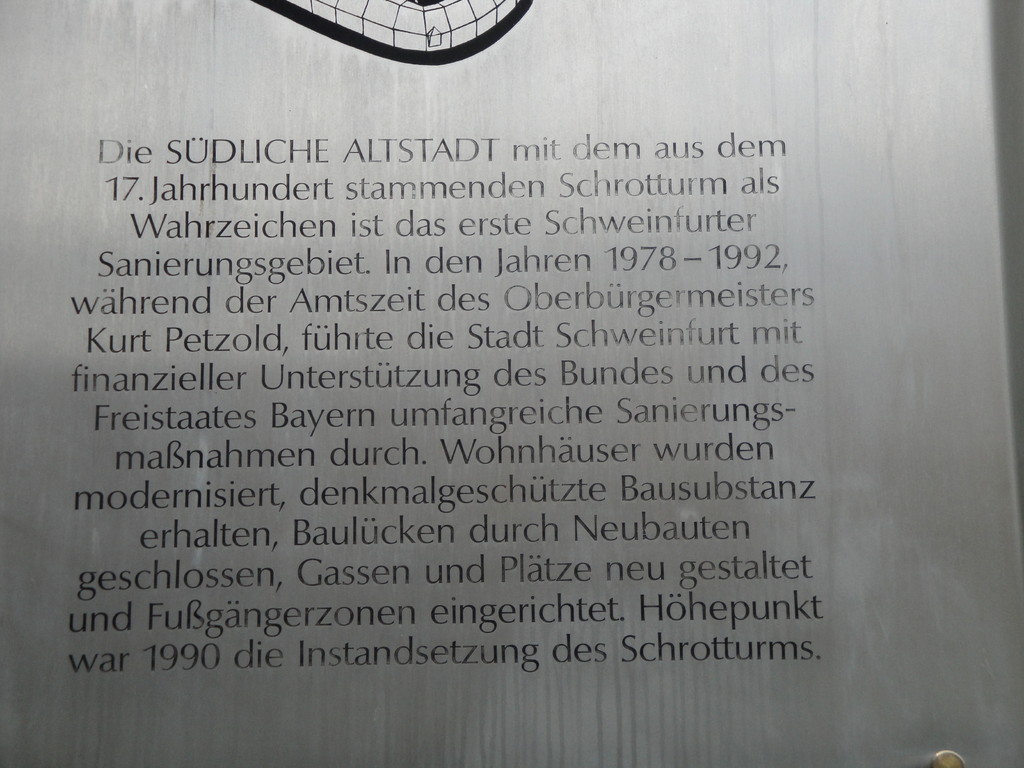 Die SÜDLICHE ALTSTADT mit dem aus dem
17. Jahrhundert stammenden Schrotturm als
Wahrzeichen ist das erste Schweinfurter
Sanierungsgebiet. In den Jahren 1978 – 1992,
während der Amtszeit des Oberbürgermeisters
Kurt Petzold, führte die Stadt Schweinfurt mit
finanzieller Unterstützung des Bundes und des
Freistaates Bayern umfangreiche Sanierungs-
maßnahmen durch. Wohnhäuser wurden
modernisiert, denkmalgeschützte Bausubstanz
erhalten, Baulücken durch Neubauten
geschlossen, Gassen und Plätze neu gestaltet
und Fußgängerzonen eingerichtet. Höhepunkt
war 1990 die Instandsetzung des Schrotturms.